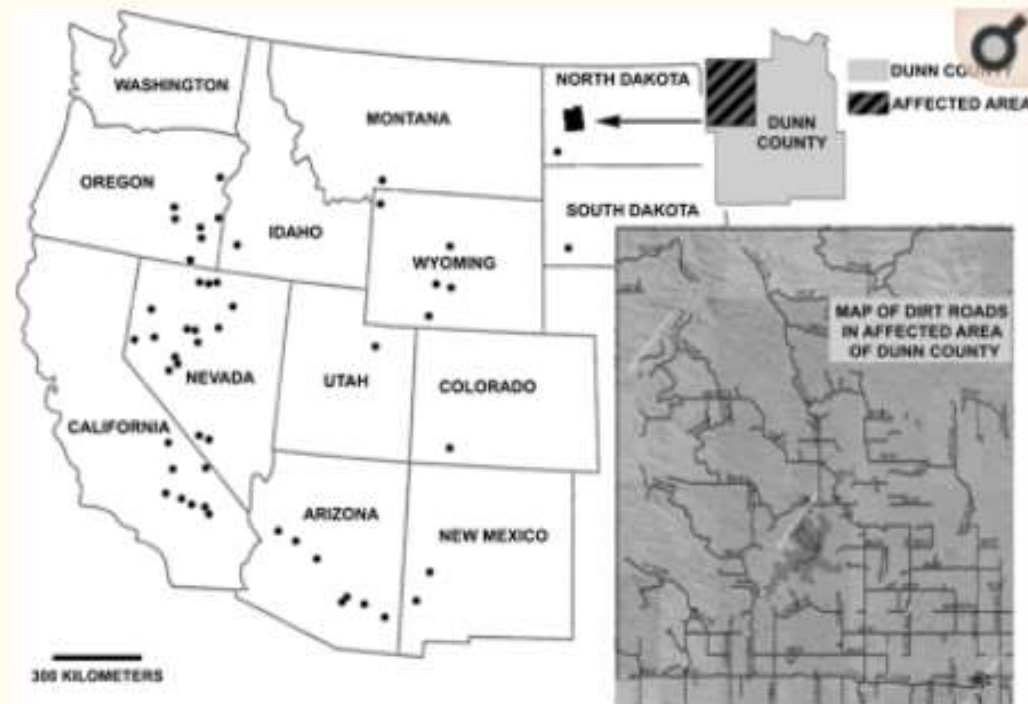 WASHINGTON
MONTANA
NORTH DAKOTA
DUNN COUNTY
AFFECTED AREA
DUNN
COUNTY
OREGON
IDAHO
SOUTH DAKOTA
WYOMING
MAP OF DIRT ROADS
IN AFFECTED AREA
OF DUNN COUNTY
NEVADA
UTAH
COLORADO
CALIFORNIA
ARIZONA
NEW MEXICO
300 KILOMETERS